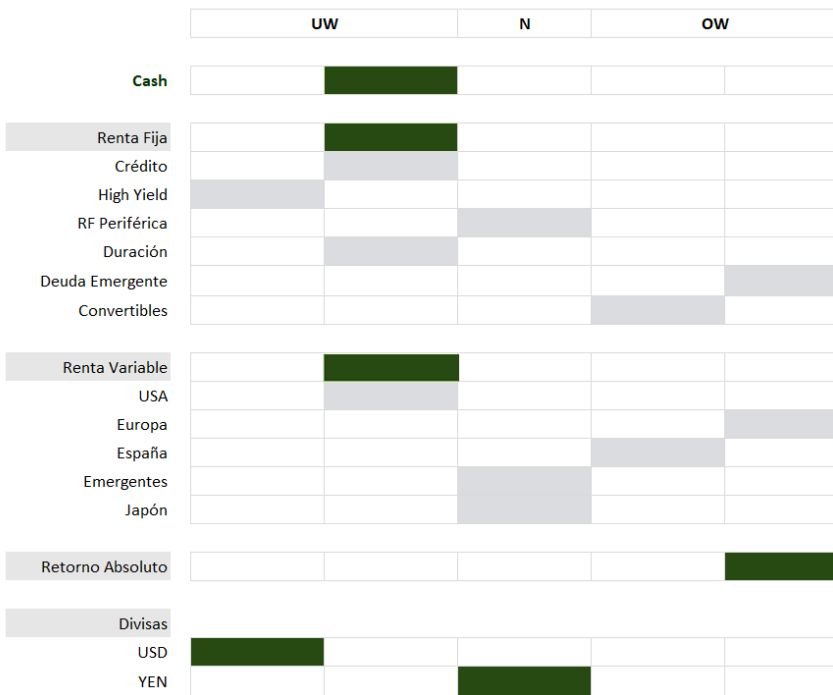 UW N OW
Cash
Renta Fija
Crédito
High Yield
RF Periférica
Duración
Deuda Emergente
Convertibles
Renta Variable
USA
Europa
España
Emergentes
Japón
Retorno Absoluto
Divisas
USD
YEN